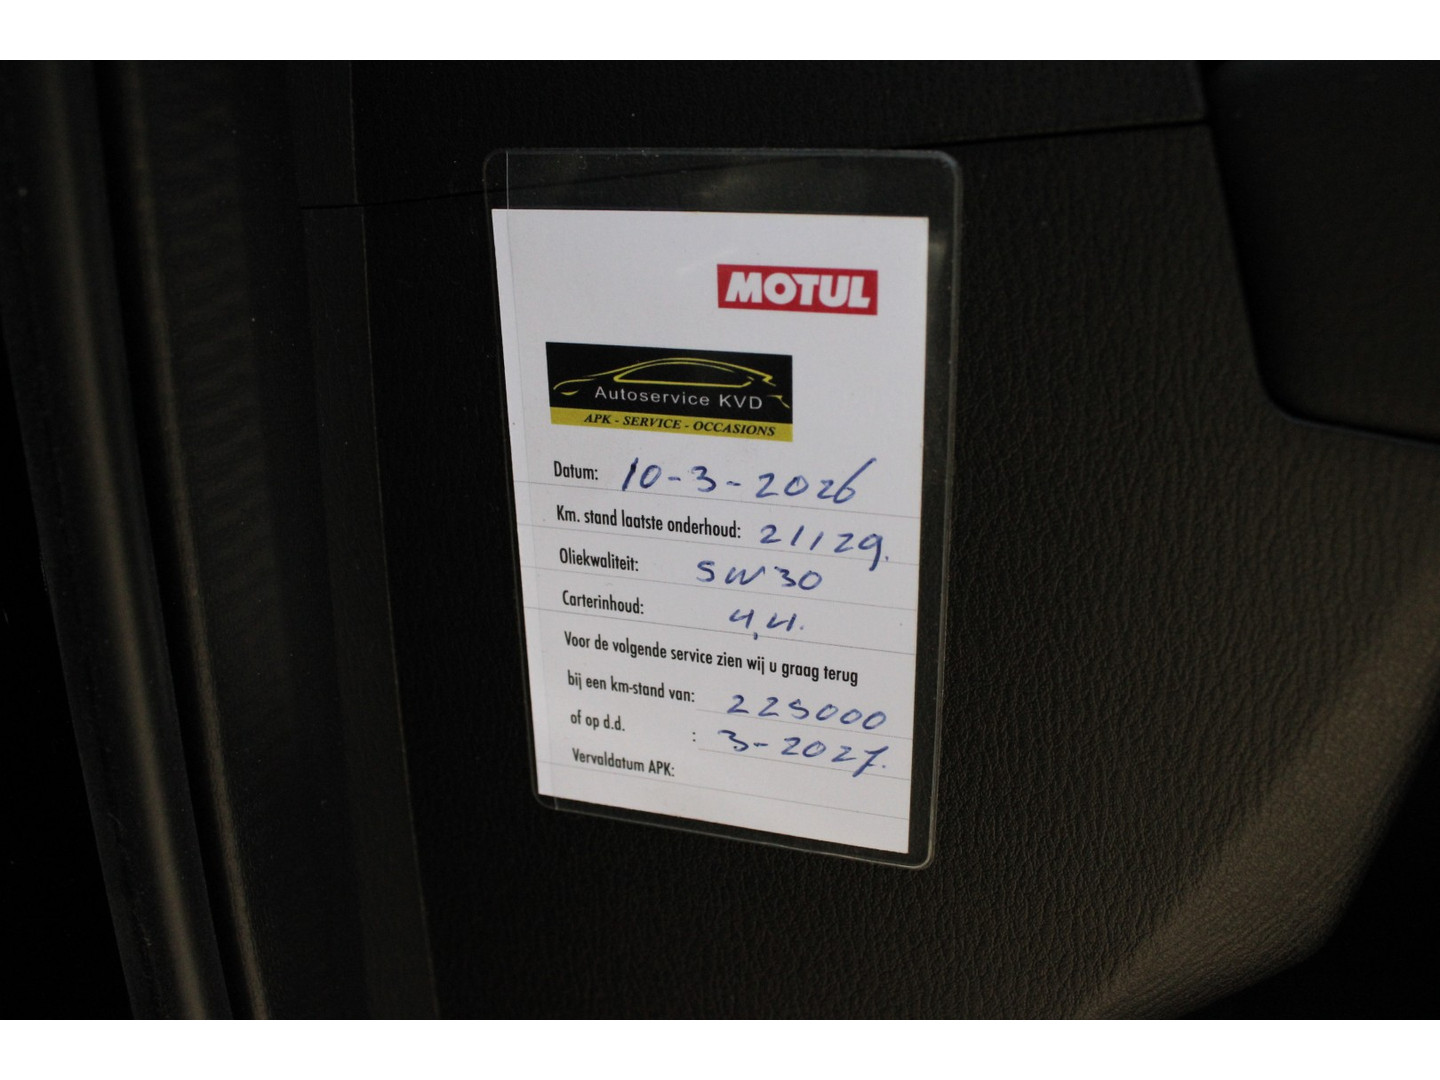 MOTUL
Autoservice KVD
APK - SERVICE - OCCASIONS
Datum: 10-3-2026
Km. stand laatste onderhoud: 21129.
Oliekwaliteit: 5W30
Carterinhoud: 4,4.
Voor de volgende service zien wij u graag terug
bij een km-stand van: 225000
of op d.d. : 3-2027.
Vervaldatum APK: